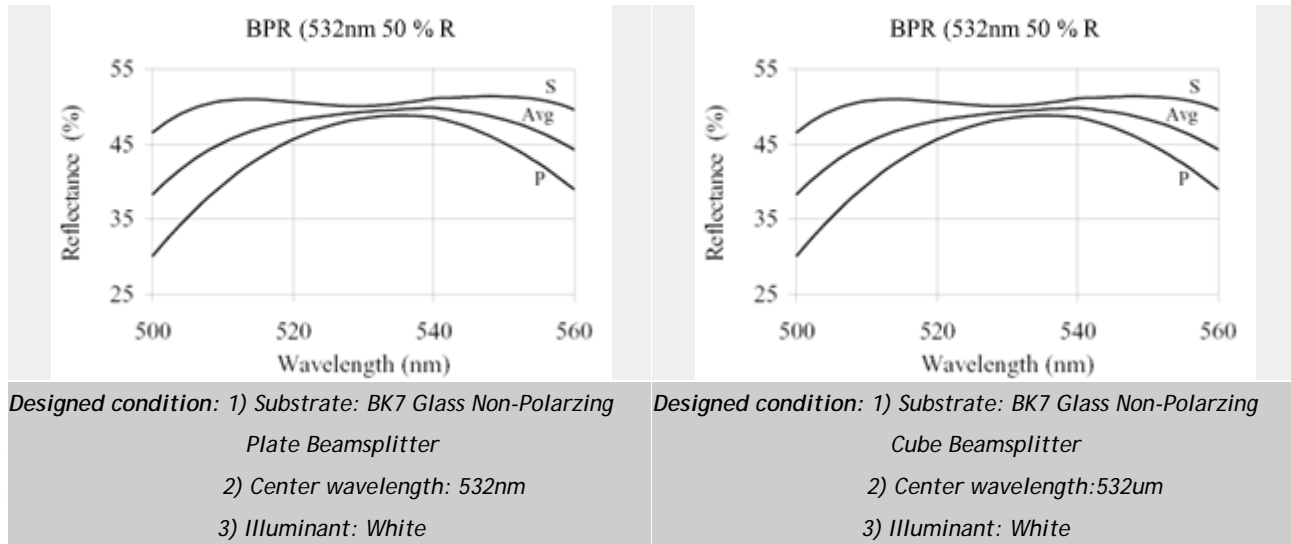 BPR (532nm 50 % R
55
45
35
25
Reflectance (%)
S
Avg
P
500 520 540 560
Wavelength (nm)
Designed condition: 1) Substrate: BK7 Glass Non-Polarzing
Plate Beamsplitter
2) Center wavelength: 532nm
3) Illuminant: White
BPR (532nm 50 % R
55
45
35
25
Reflectance (%)
S
Avg
P
500 520 540 560
Wavelength (nm)
Designed condition: 1) Substrate: BK7 Glass Non-Polarzing
Cube Beamsplitter
2) Center wavelength:532um
3) Illuminant: White